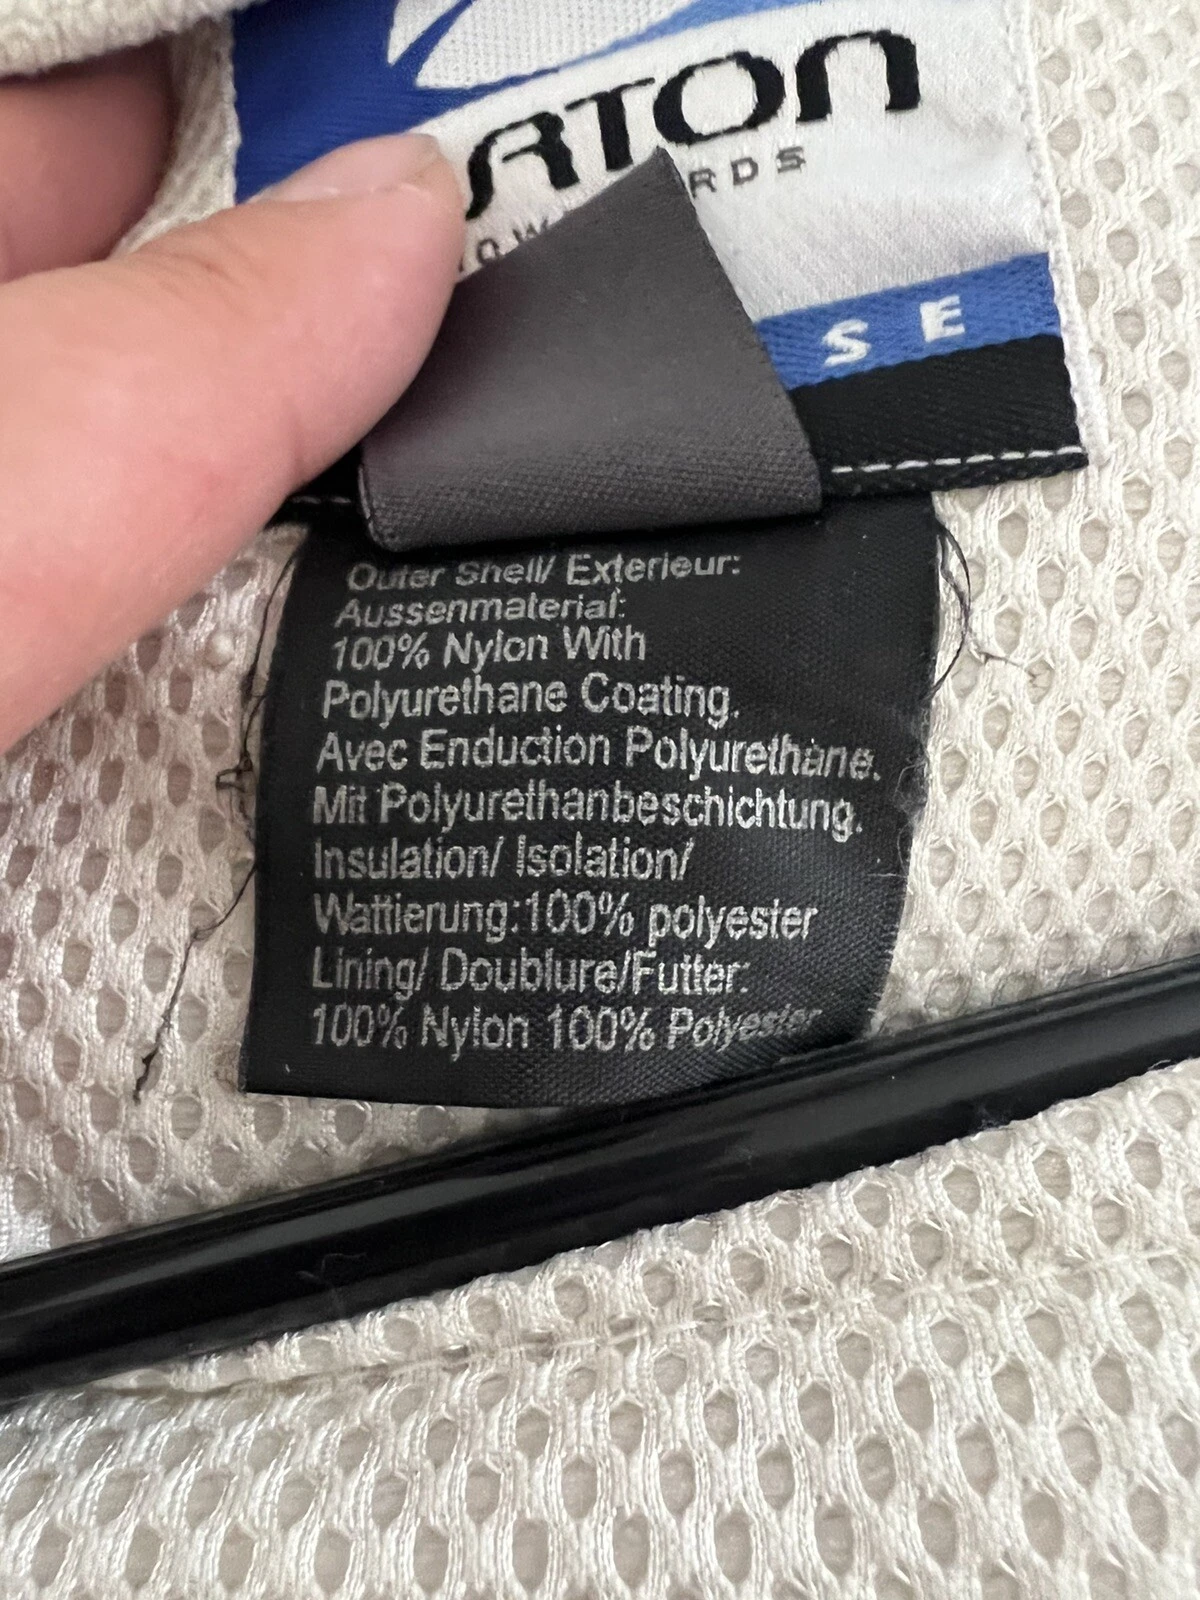 RTON
RDS
S E
Outer Shell/ Exterieur:
Aussenmaterial:
100% Nylon With
Polyurethane Coating.
Avec Enduction Polyurethane.
Mit Polyurethanbeschichtung.
Insulation/ Isolation/
Wattierung:100% polyester
Lining/ Doublure/Futter:
100% Nylon 100% Polyester